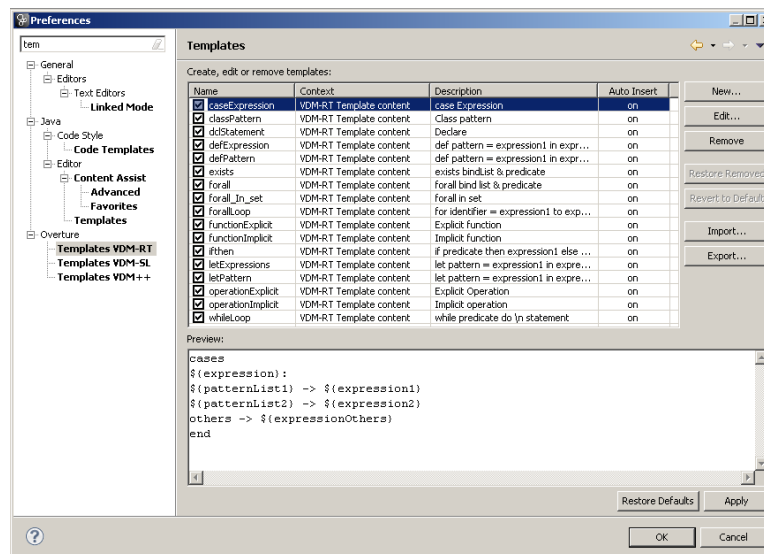 Preferences
tem
Templates
General
Editors
Text Editors
Linked Mode
Java
Code Style
Code Templates
Editor
Content Assist
Advanced
Favorites
Templates
Overture
Templates VDM-RT
Templates VDM-SL
Templates VDM++
Create, edit or remove templates:
Name Context Description Auto Insert
caseExpression VDM-RT Template content case Expression on
classPattern VDM-RT Template content Class pattern on
dclStatement VDM-RT Template content Declare on
defExpression VDM-RT Template content def pattern = expression1 in expr... on
defPattern VDM-RT Template content def pattern = expression1 in expr... on
exists VDM-RT Template content exists bindList & predicate on
forall VDM-RT Template content forall bind list & predicate on
forall_In_set VDM-RT Template content forall in set on
forallLoop VDM-RT Template content for identifier = expression1 to exp... on
functionExplicit VDM-RT Template content Explicit function on
functionImplicit VDM-RT Template content Implicit function on
ifthen VDM-RT Template content if predicate then expression1 else ... on
letExpressions VDM-RT Template content let pattern = expression1 in expre... on
letPattern VDM-RT Template content let pattern = expression1 in expre... on
operationExplicit VDM-RT Template content Explicit Operation on
operationImplicit VDM-RT Template content Implicit operation on
whileLoop VDM-RT Template content while predicate do \n statement on
New...
Edit...
Remove
Restore Removed
Revert to Default
Import...
Export...
Preview:
cases
${expression}:
${patternList1} -> ${expression1}
${patternList2} -> ${expression2}
others -> ${expressionOthers}
end
Restore Defaults Apply
? OK Cancel